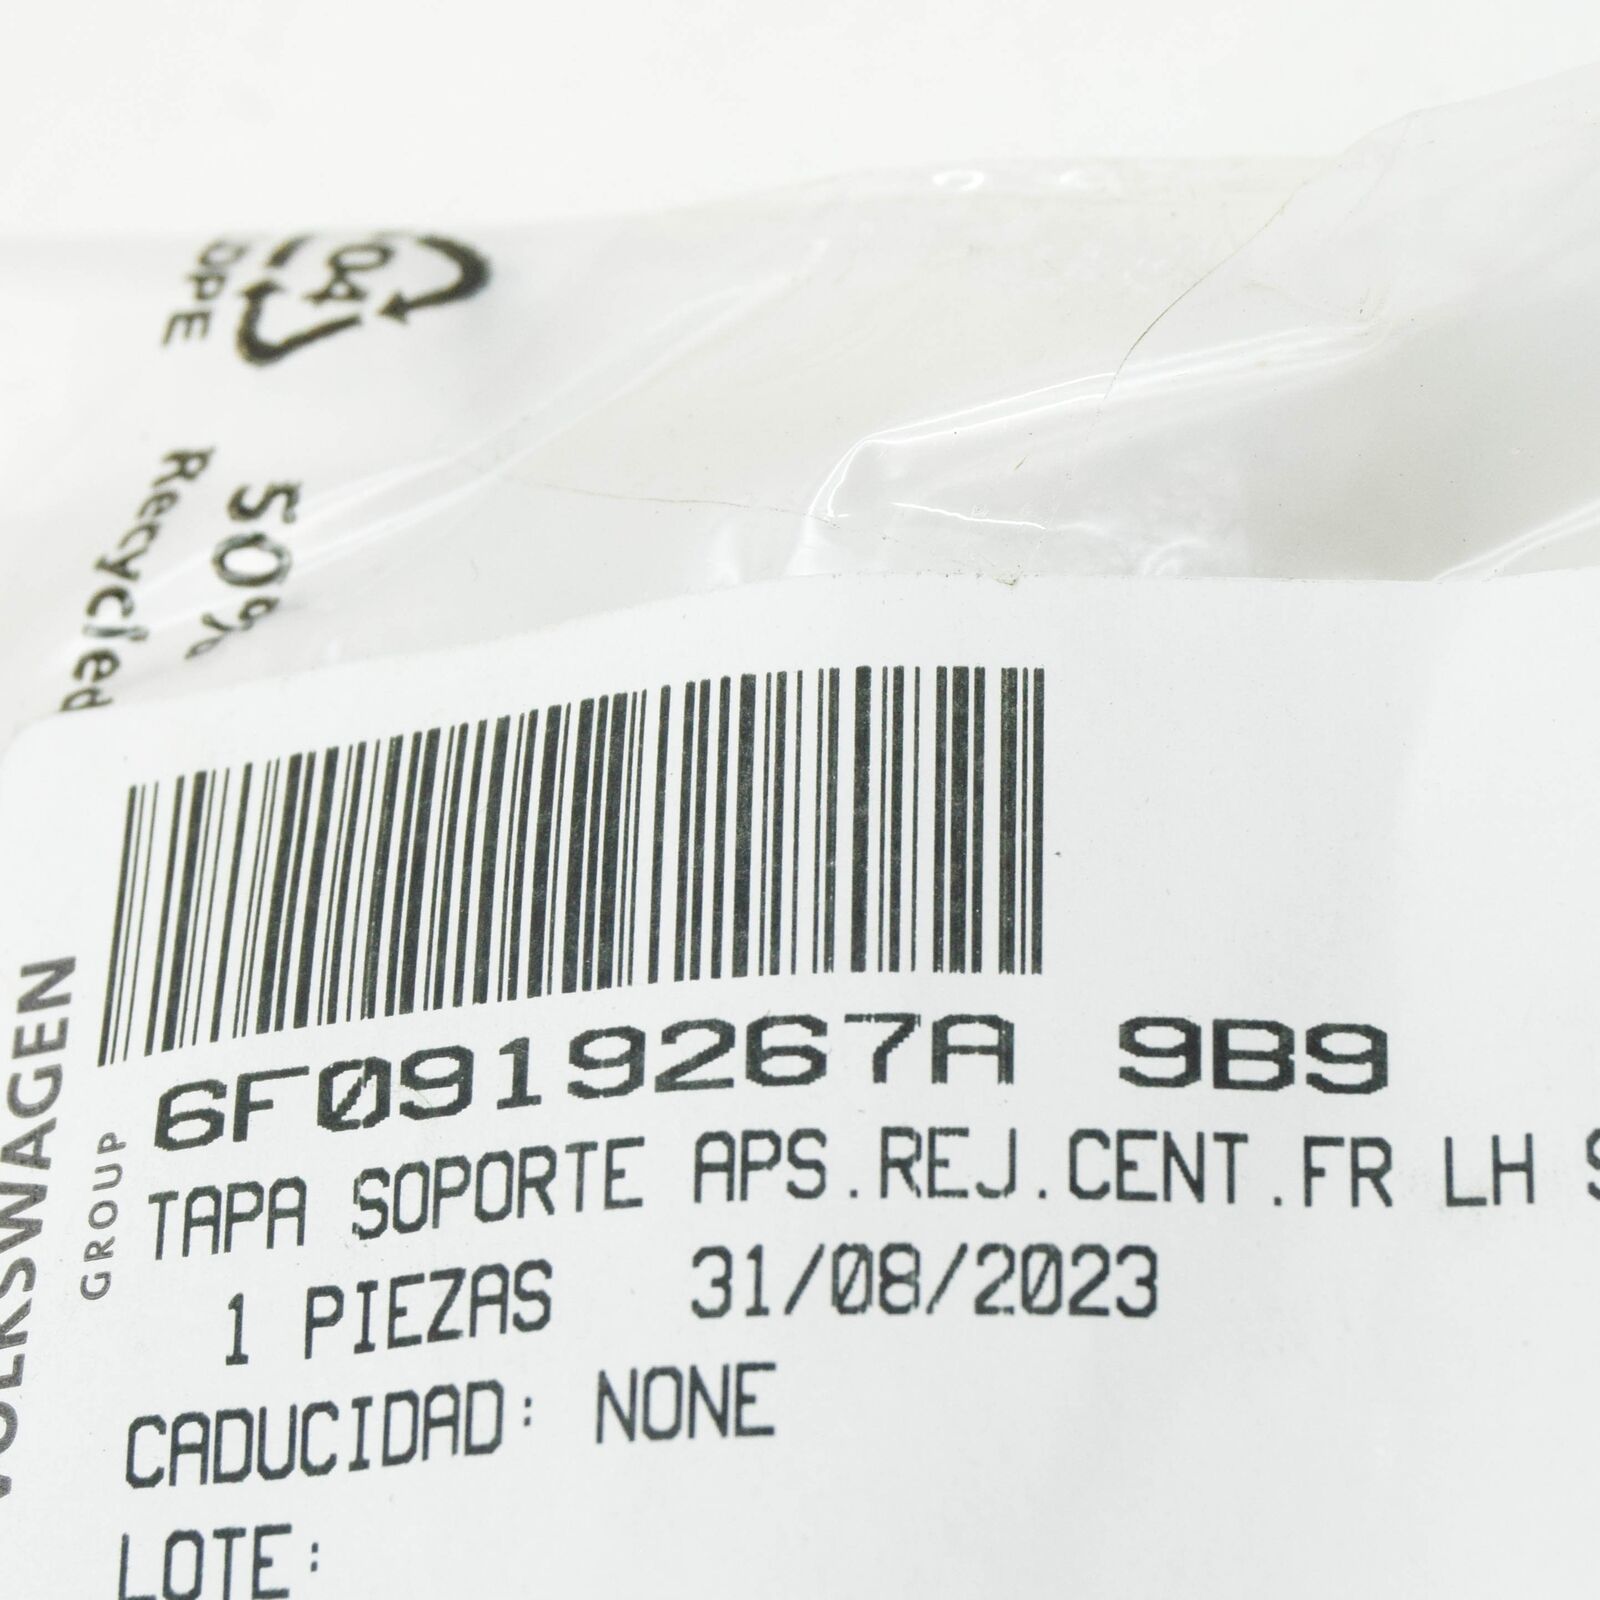 04
50%
Recycled
6F0919267A 9B9
TAPA SOPORTE APS.REJ.CENT.FR LH
1 PIEZAS 31/08/2023
CADUCIDAD: NONE
LOTE:
VOLKSWAGEN
GROUP